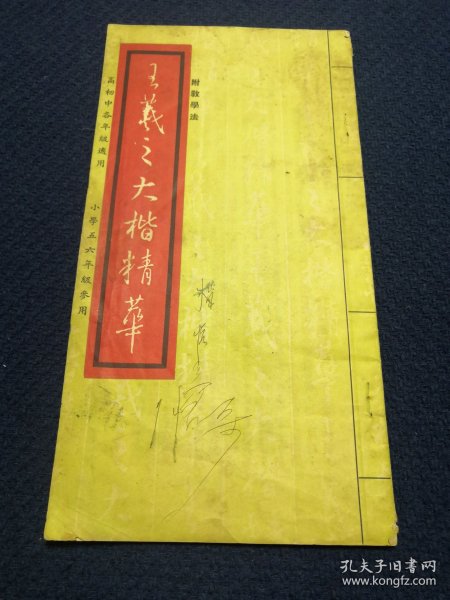 附教學法
王羲之大楷精華
高初中各年級適用 小學五六年級參用
孔夫子旧书网
www.kongfz.com